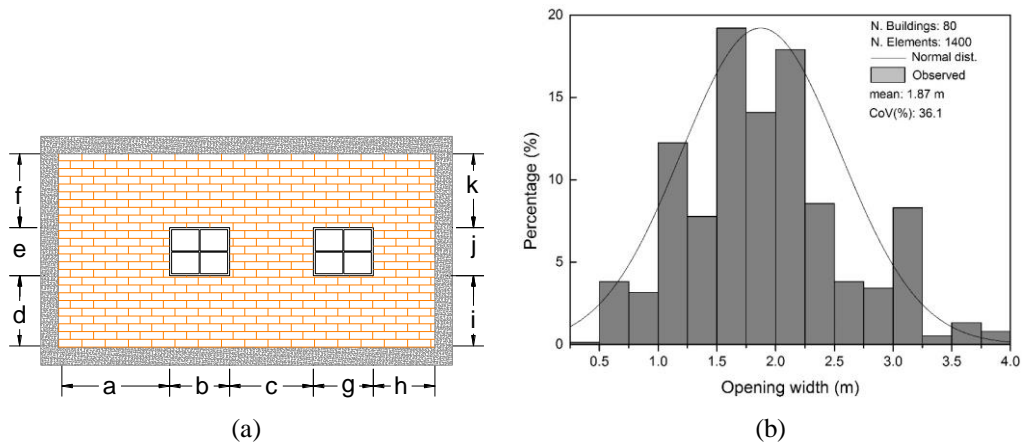 f
e
d
k
j
i
a
b
c
g
h
(a)
20
15
10
5
0
Percentage (%)
0.5 1.0 1.5 2.0 2.5 3.0 3.5 4.0
Opening width (m)
N. Buildings: 80
N. Elements: 1400
Normal dist.
Observed
mean: 1.87 m
CoV(%): 36.1
(b)